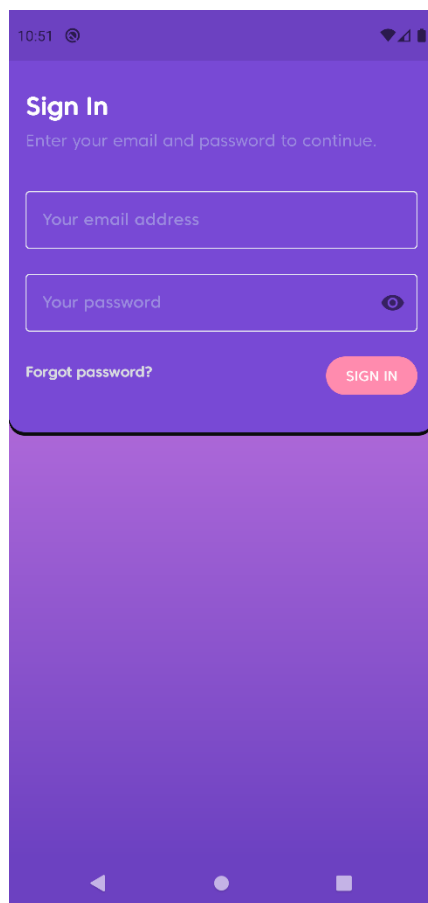 10:51
Sign In
Enter your email and password to continue.
Your email address
Your password
Forgot password?
SIGN IN